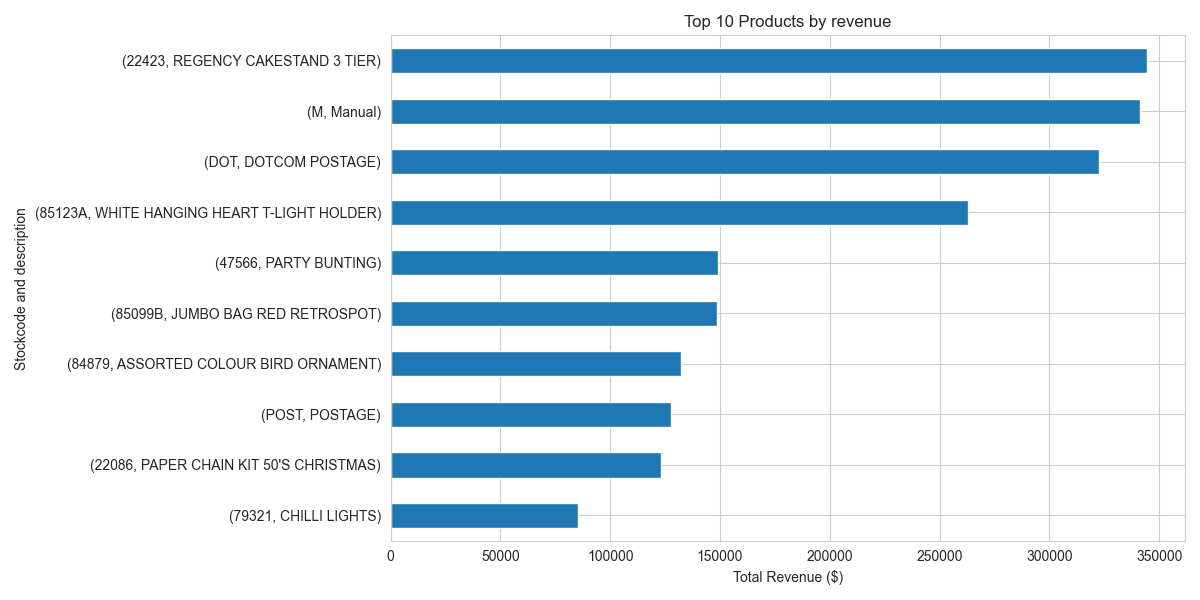 Top 10 Products by revenue
Stockcode and description
(22423, REGENCY CAKESTAND 3 TIER)
(M, Manual)
(DOT, DOTCOM POSTAGE)
(85123A, WHITE HANGING HEART T-LIGHT HOLDER)
(47566, PARTY BUNTING)
(85099B, JUMBO BAG RED RETROSPOT)
(84879, ASSORTED COLOUR BIRD ORNAMENT)
(POST, POSTAGE)
(22086, PAPER CHAIN KIT 50'S CHRISTMAS)
(79321, CHILLI LIGHTS)
0 50000 100000 150000 200000 250000 300000 350000
Total Revenue ($)